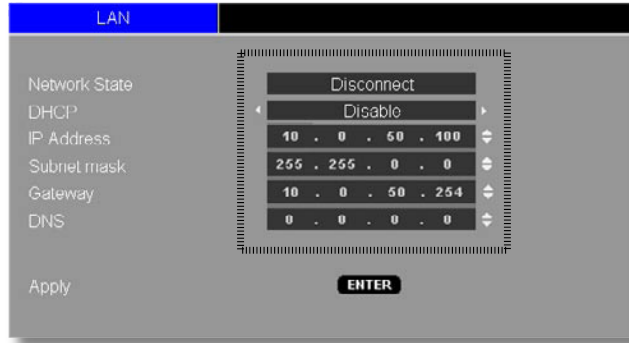 LAN
Network State Disconnect
DHCP Disable
IP Address 10 . 0 . 50 . 100
Subnet mask 255 . 255 . 0 . 0
Gateway 10 . 0 . 50 . 254
DNS 0 . 0 . 0 . 0
Apply ENTER